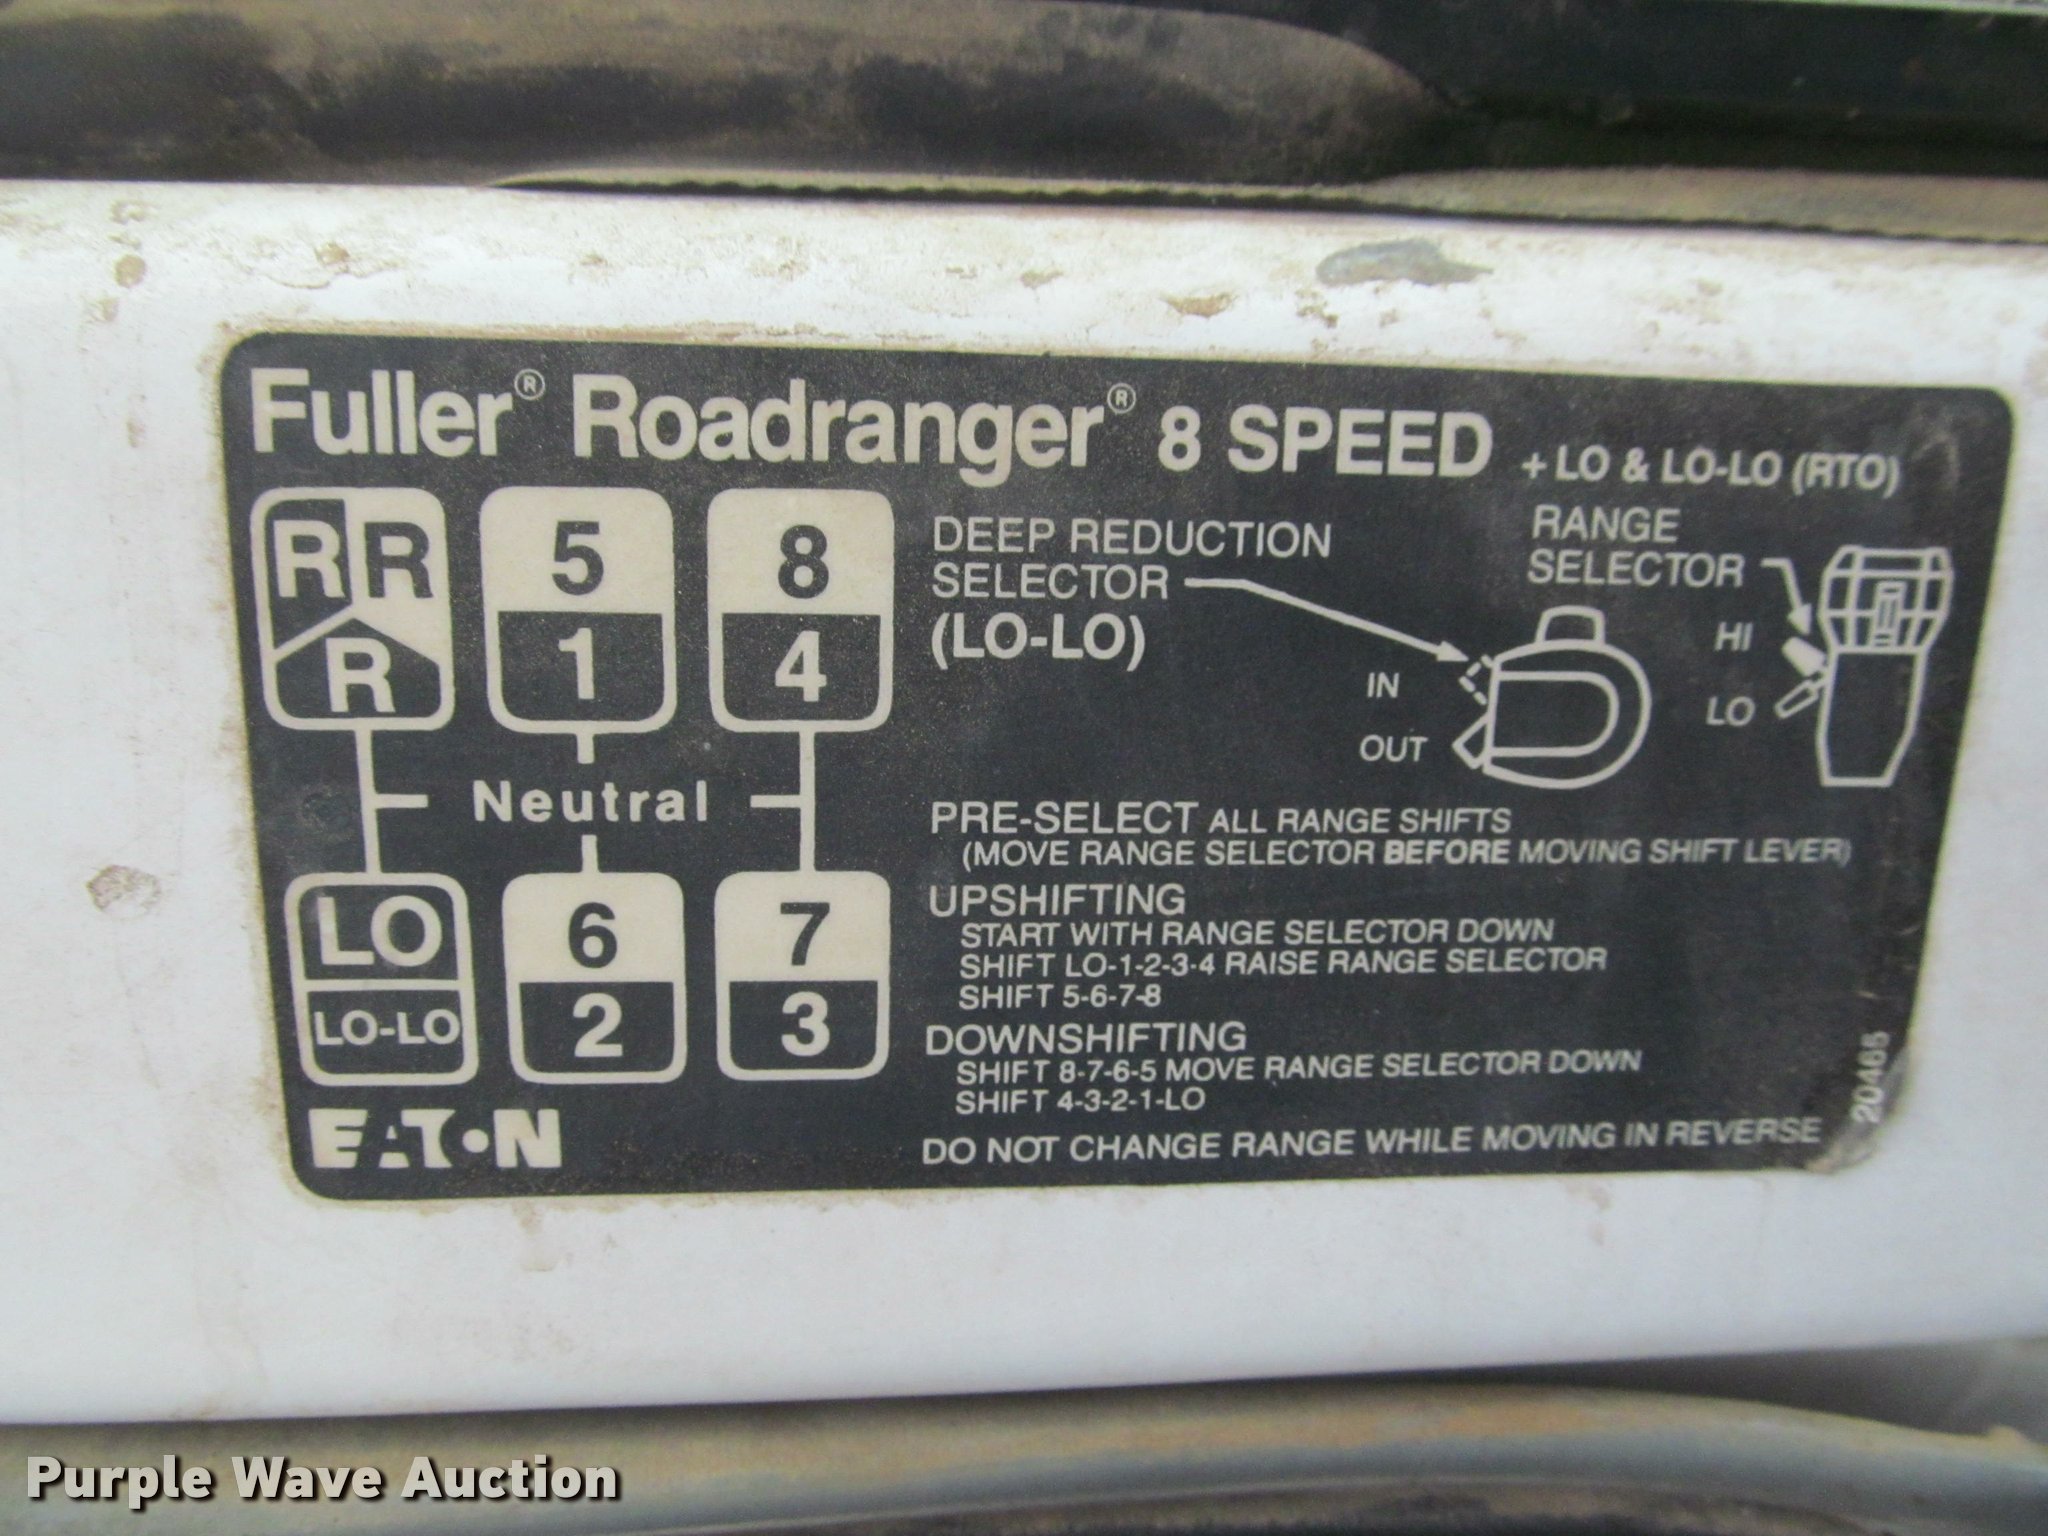 Fuller® Roadranger® 8 SPEED + LO & LO-LO (RTO)
R R
R
5
1
8
4
Neutral
LO
LO-LO
6
2
7
3
EATON
DEEP REDUCTION
SELECTOR
(LO-LO)
IN
OUT
RANGE
SELECTOR
HI
LO
PRE-SELECT ALL RANGE SHIFTS
(MOVE RANGE SELECTOR BEFORE MOVING SHIFT LEVER)
UPSHIFTING
START WITH RANGE SELECTOR DOWN
SHIFT LO-1-2-3-4 RAISE RANGE SELECTOR
SHIFT 5-6-7-8
DOWNSHIFTING
SHIFT 8-7-6-5 MOVE RANGE SELECTOR DOWN
SHIFT 4-3-2-1-LO
DO NOT CHANGE RANGE WHILE MOVING IN REVERSE
20465
Purple Wave Auction